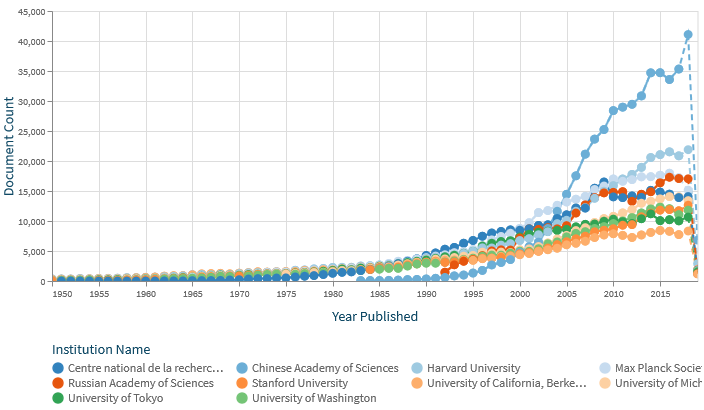 45,000
40,000
35,000
30,000
25,000
20,000
15,000
10,000
5,000
0
Document Count
1950 1955 1960 1965 1970 1975 1980 1985 1990 1995 2000 2005 2010 2015
Year Published
Institution Name
Centre national de la recherc... Chinese Academy of Sciences Harvard University Max Planck Socie
Russian Academy of Sciences Stanford University University of California, Berke... University of Mich
University of Tokyo University of Washington